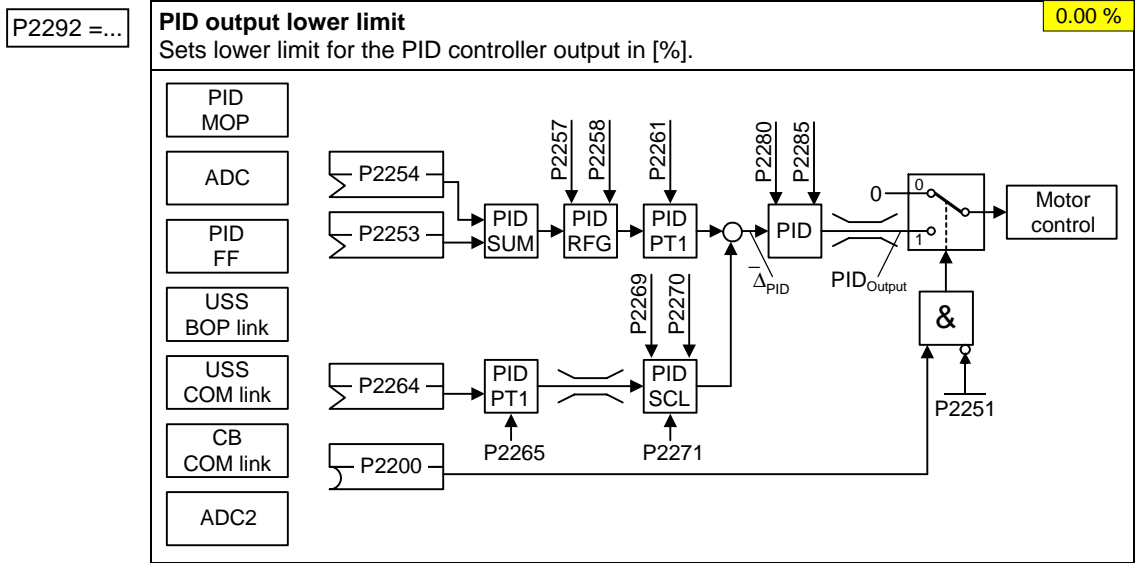 P2292 =...
PID output lower limit
0.00 %
Sets lower limit for the PID controller output in [%].
PID
MOP
ADC
PID
FF
USS
BOP link
USS
COM link
CB
COM link
ADC2
P2254
P2253
P2264
P2200
PID
SUM
P2257
P2258
PID
RFG
P2261
PID
PT1
P2280
P2285
PID
ΔPID
PIDOutput
0
0
1
Motor
control
&
P2251
PID
PT1
P2265
P2269
P2270
PID
SCL
P2271